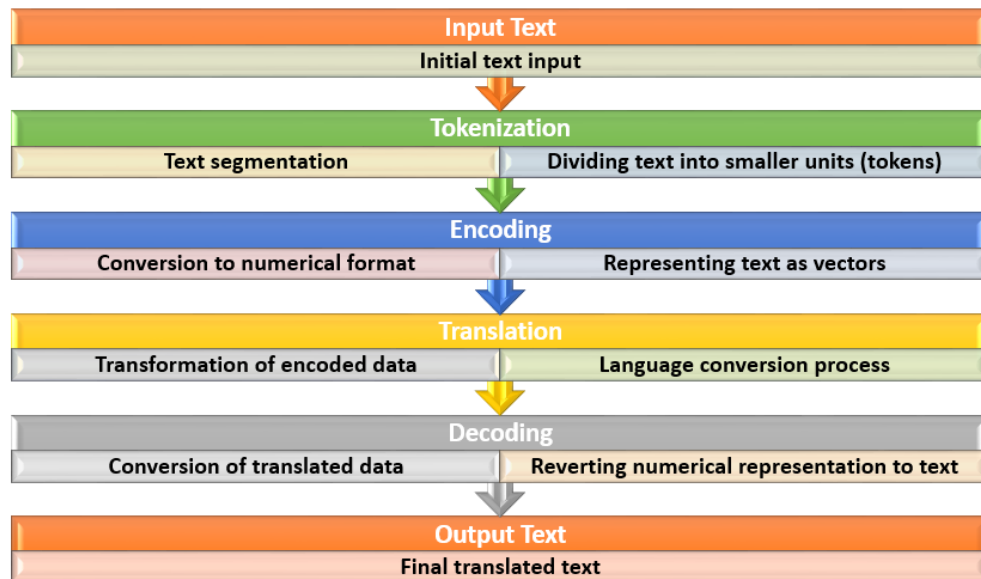 Input Text
Initial text input
Tokenization
Text segmentation
Dividing text into smaller units (tokens)
Encoding
Conversion to numerical format
Representing text as vectors
Translation
Transformation of encoded data
Language conversion process
Decoding
Conversion of translated data
Reverting numerical representation to text
Output Text
Final translated text